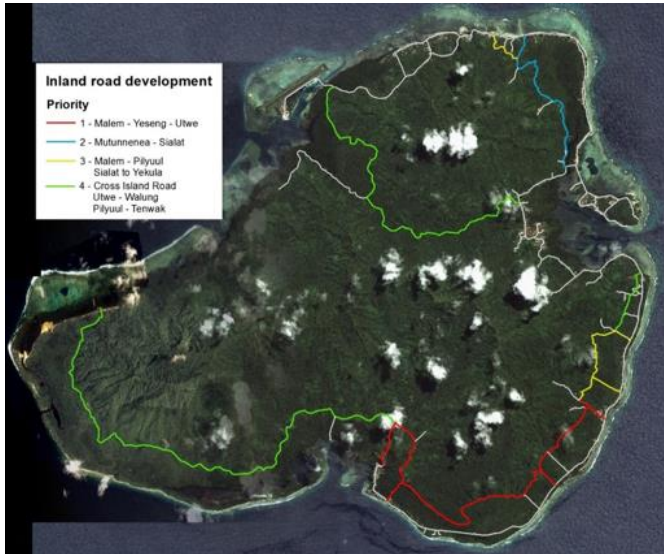 Inland road development
Priority
1 - Malem - Yeseng - Utwe
2 - Mutunnenea - Sialat
3 - Malem - Pilyuul
Sialat to Yekula
4 - Cross Island Road
Utwe - Walung
Pilyuul - Tenwak